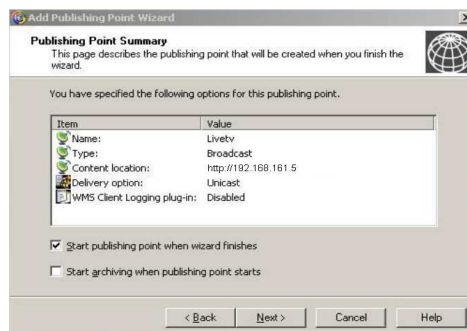 Add Publishing Point Wizard
Publishing Point Summary
This page describes the publishing point that will be created when you finish the
wizard.
You have specified the following options for this publishing point.
Item Value
Name: Livetv
Type: Broadcast
Content location: http://192.168.161.5
Delivery option: Unicast
WMS Client Logging plug-in: Disabled
Start publishing point when wizard finishes
Start archiving when publishing point starts
< Back Next > Cancel Help